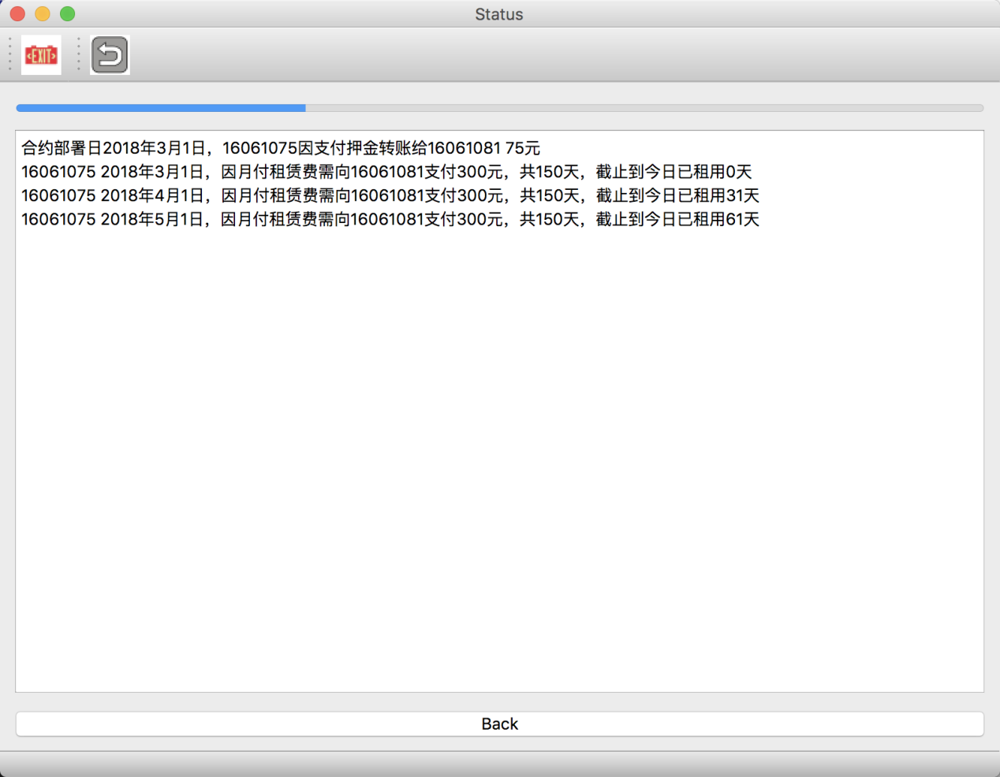 Status
EXIT
合约部署日2018年3月1日，16061075因支付押金转账给16061081 75元
16061075 2018年3月1日，因月付租赁费需向16061081支付300元，共150天，截止到今日已租用0天
16061075 2018年4月1日，因月付租赁费需向16061081支付300元，共150天，截止到今日已租用31天
16061075 2018年5月1日，因月付租赁费需向16061081支付300元，共150天，截止到今日已租用61天
Back